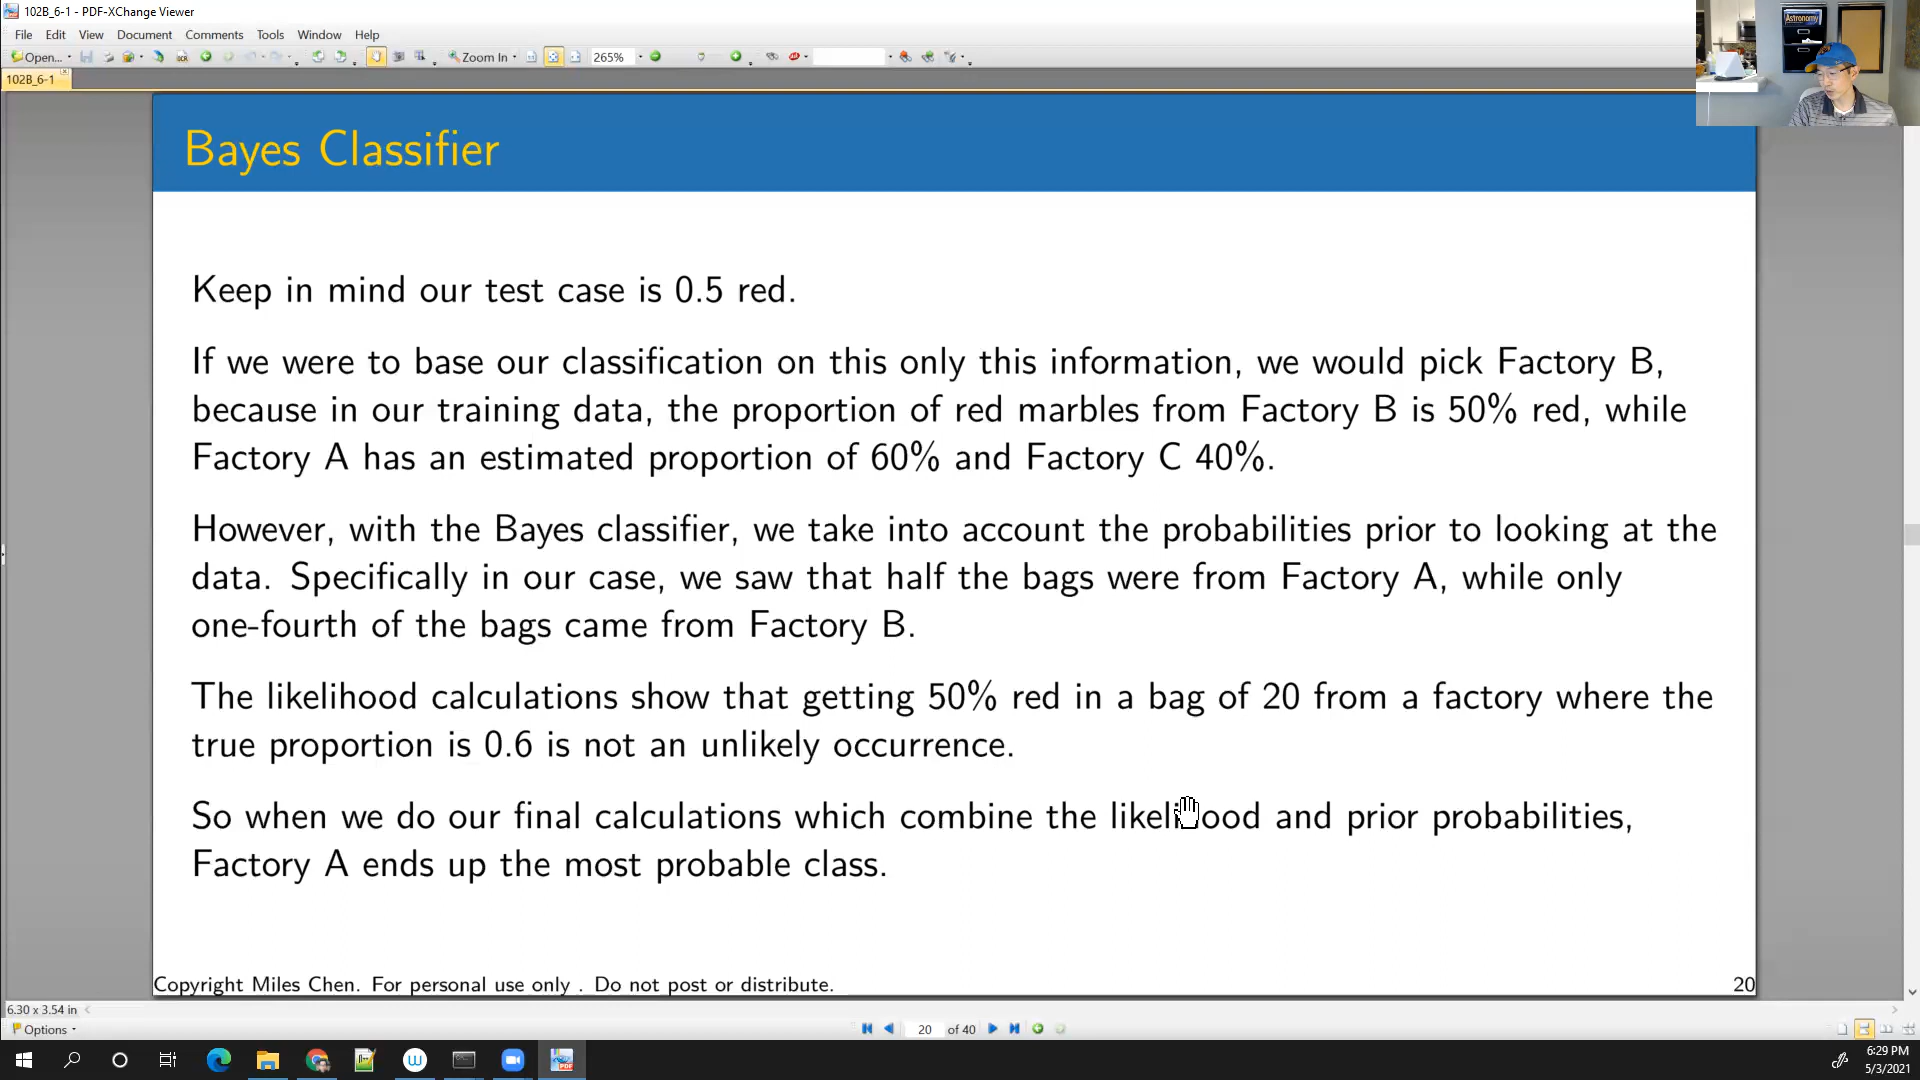 102B_6-1 - PDF-XChange Viewer
File Edit View Document Comments Tools Window Help
Open... OCR Zoom In 265%
102B_6-1
Astronomy
Bayes Classifier
Keep in mind our test case is 0.5 red.
If we were to base our classification on this only this information, we would pick Factory B,
because in our training data, the proportion of red marbles from Factory B is 50% red, while
Factory A has an estimated proportion of 60% and Factory C 40%.
However, with the Bayes classifier, we take into account the probabilities prior to looking at the
data. Specifically in our case, we saw that half the bags were from Factory A, while only
one-fourth of the bags came from Factory B.
The likelihood calculations show that getting 50% red in a bag of 20 from a factory where the
true proportion is 0.6 is not an unlikely occurrence.
So when we do our final calculations which combine the likelihood and prior probabilities,
Factory A ends up the most probable class.
Copyright Miles Chen. For personal use only . Do not post or distribute. 20
6.30 x 3.54 in
Options 20 of 40
6:29 PM
5/3/2021